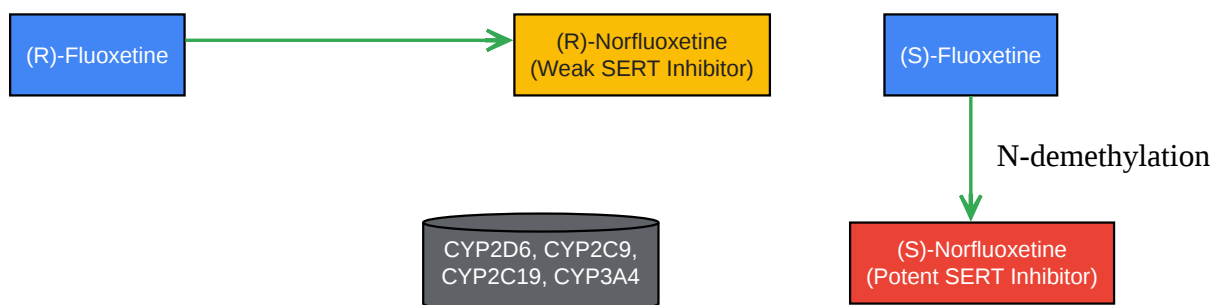 (R)-Fluoxetine
(R)-Norfluoxetine
(Weak SERT Inhibitor)
(S)-Fluoxetine
N-demethylation
CYP2D6, CYP2C9,
CYP2C19, CYP3A4
(S)-Norfluoxetine
(Potent SERT Inhibitor)